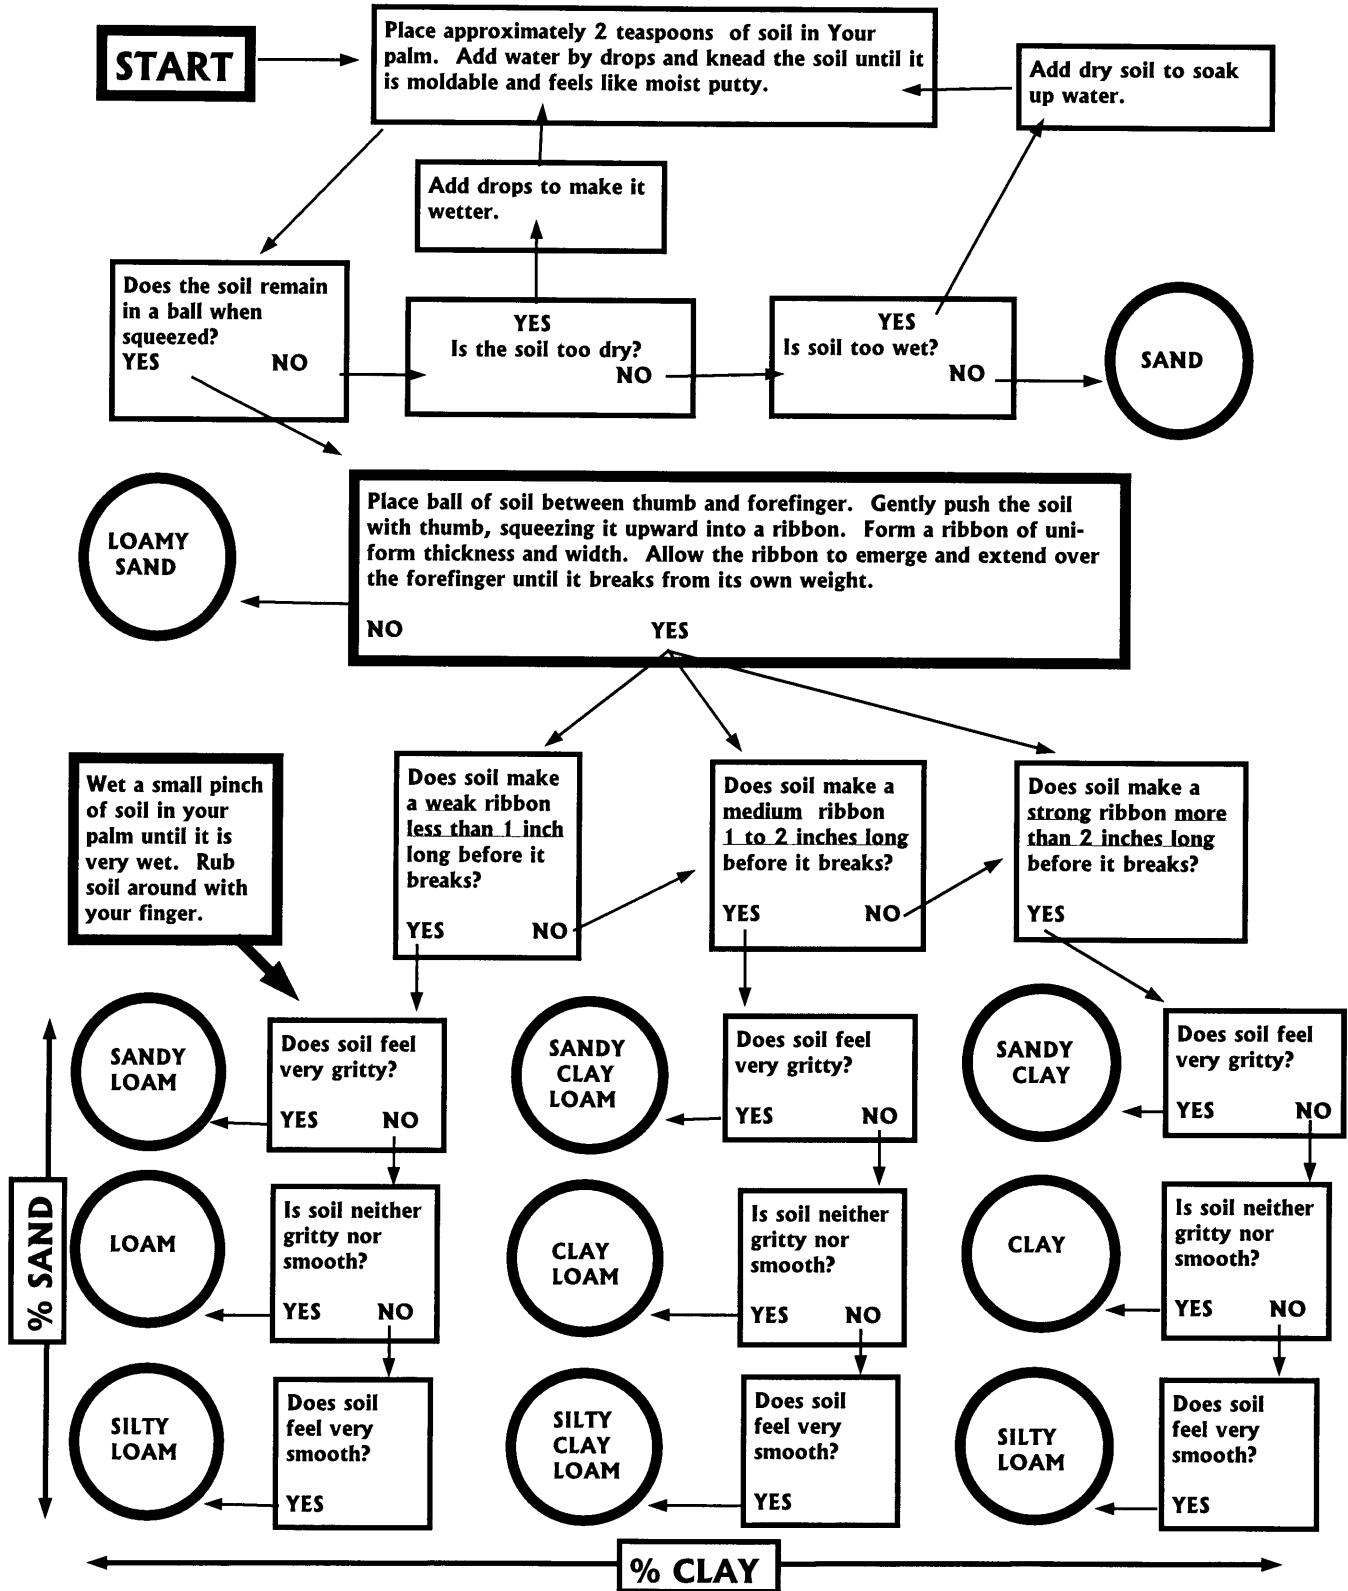 START
Place approximately 2 teaspoons of soil in Your
palm. Add water by drops and knead the soil until it
is moldable and feels like moist putty.
Add dry soil to soak
up water.
Add drops to make it
wetter.
Does the soil remain
in a ball when
squeezed?
YES NO
YES
Is the soil too dry?
NO
YES
Is soil too wet?
NO
SAND
LOAMY
SAND
Place ball of soil between thumb and forefinger. Gently push the soil
with thumb, squeezing it upward into a ribbon. Form a ribbon of uni-
form thickness and width. Allow the ribbon to emerge and extend over
the forefinger until it breaks from its own weight.
NO YES
Wet a small pinch
of soil in your
palm until it is
very wet. Rub
soil around with
your finger.
Does soil make
a weak ribbon
less than 1 inch
long before it
breaks?
YES NO
Does soil make a
medium ribbon
1 to 2 inches long
before it breaks?
YES NO
Does soil make a
strong ribbon more
than 2 inches long
before it breaks?
YES
SANDY
LOAM
Does soil feel
very gritty?
YES NO
SANDY
CLAY
LOAM
Does soil feel
very gritty?
YES NO
SANDY
CLAY
Does soil feel
very gritty?
YES NO
% SAND
LOAM
Is soil neither
gritty nor
smooth?
YES NO
CLAY
LOAM
Is soil neither
gritty nor
smooth?
YES NO
CLAY
Is soil neither
gritty nor
smooth?
YES NO
SILTY
LOAM
Does soil
feel very
smooth?
YES
SILTY
CLAY
LOAM
Does soil
feel very
smooth?
YES
SILTY
LOAM
Does soil
feel very
smooth?
YES
% CLAY